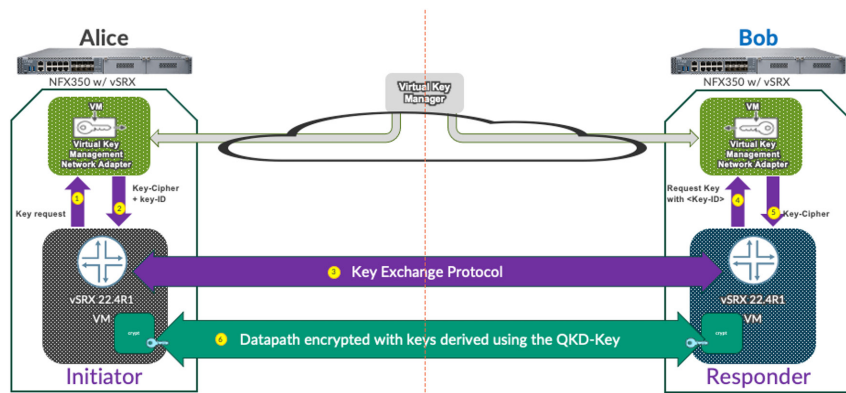 Alice
Bob
NFX350 w/ vSRX
NFX350 w/ vSRX
Virtual Key
Manager
VM
Virtual Key
Management
Network Adapter
VM
Virtual Key
Management
Network Adapter
1
Key request
2
Key-Cipher
+ key-ID
Request Key
with <Key-ID>
4
5
Key-Cipher
3 Key Exchange Protocol
vSRX 22.4R1
VM
crypt
vSRX 22.4R1
VM
crypt
6 Datapath encrypted with keys derived using the QKD-Key
Initiator
Responder